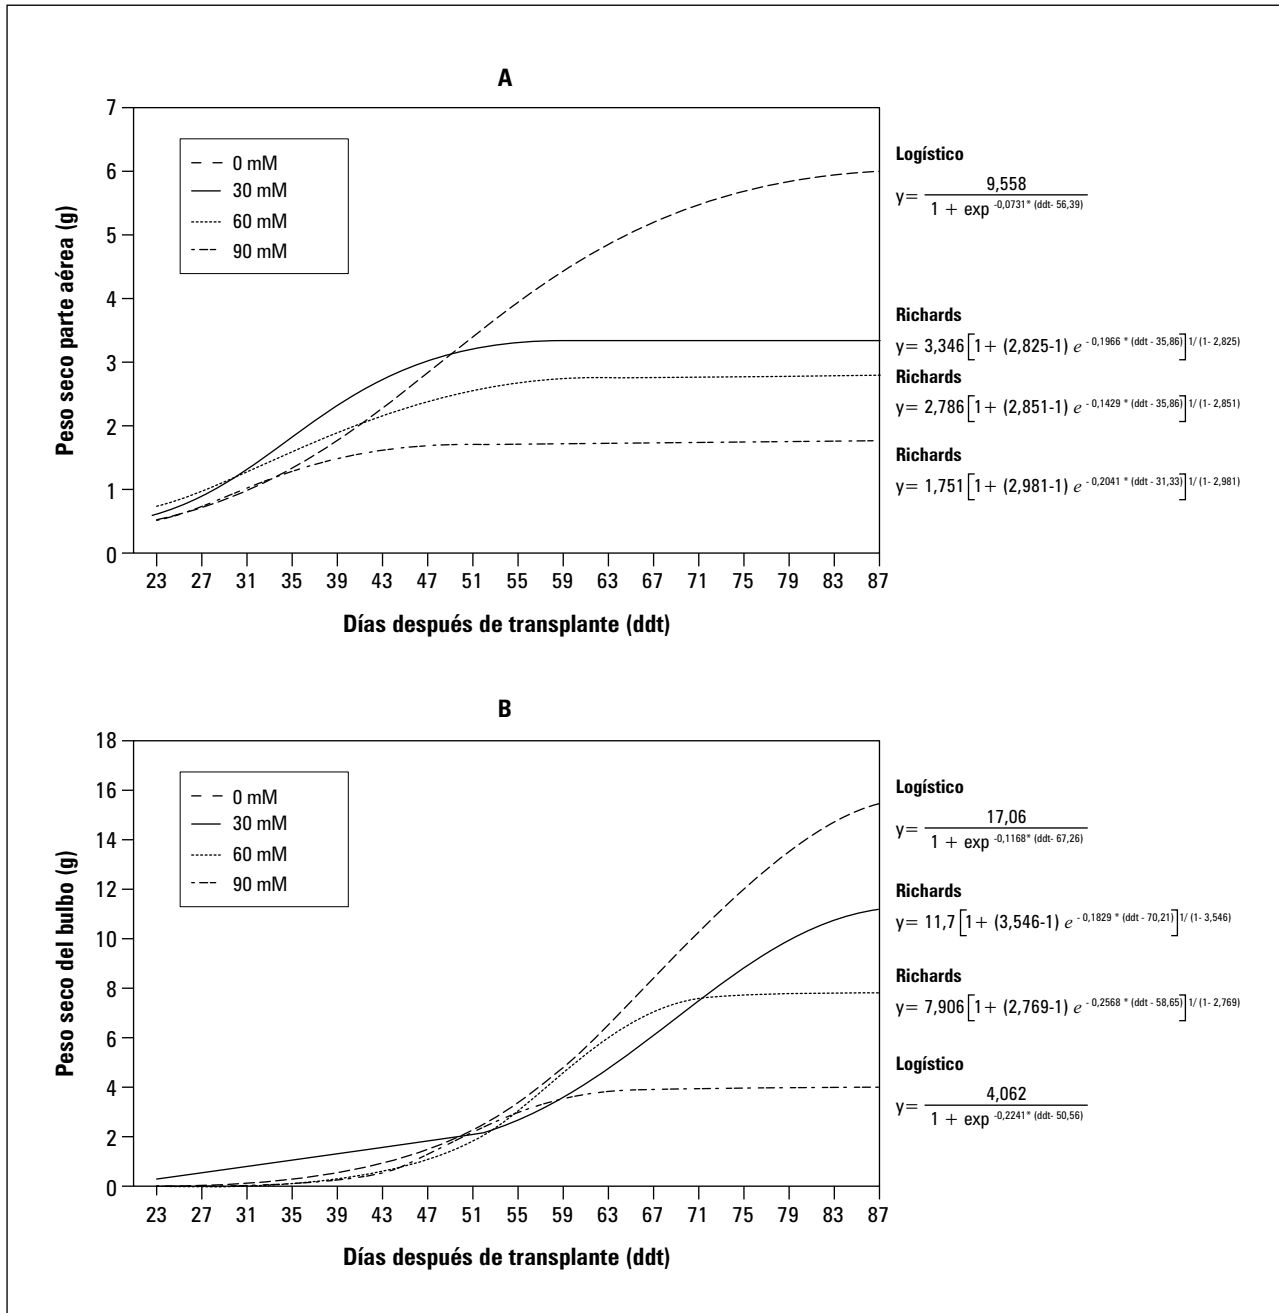 A
Peso seco parte aérea (g)
7
6
5
4
3
2
1
0
0 mM
30 mM
60 mM
90 mM
23 27 31 35 39 43 47 51 55 59 63 67 71 75 79 83 87
Días después de transplante (ddt)
Logístico
y= 9,558 / 1 + exp -0,0731* (ddt- 56,39)
Richards
y= 3,346 [1+ (2,825-1) e - 0,1966 * (ddt - 35,86)] 1/ (1- 2,825)
Richards
y= 2,786 [1+ (2,851-1) e - 0,1429 * (ddt - 35,86)] 1/ (1- 2,851)
Richards
y= 1,751 [1+ (2,981-1) e - 0,2041 * (ddt - 31,33)] 1/ (1- 2,981)
B
Peso seco del bulbo (g)
18
16
14
12
10
8
6
4
2
0
0 mM
30 mM
60 mM
90 mM
23 27 31 35 39 43 47 51 55 59 63 67 71 75 79 83 87
Días después de transplante (ddt)
Logístico
y= 17,06 / 1 + exp -0,1168* (ddt- 67,26)
Richards
y= 11,7 [1+ (3,546-1) e - 0,1829 * (ddt - 70,21)] 1/ (1- 3,546)
Richards
y= 7,906 [1+ (2,769-1) e - 0,2568 * (ddt - 58,65)] 1/ (1- 2,769)
Logístico
y= 4,062 / 1 + exp -0,2241* (ddt- 50,56)